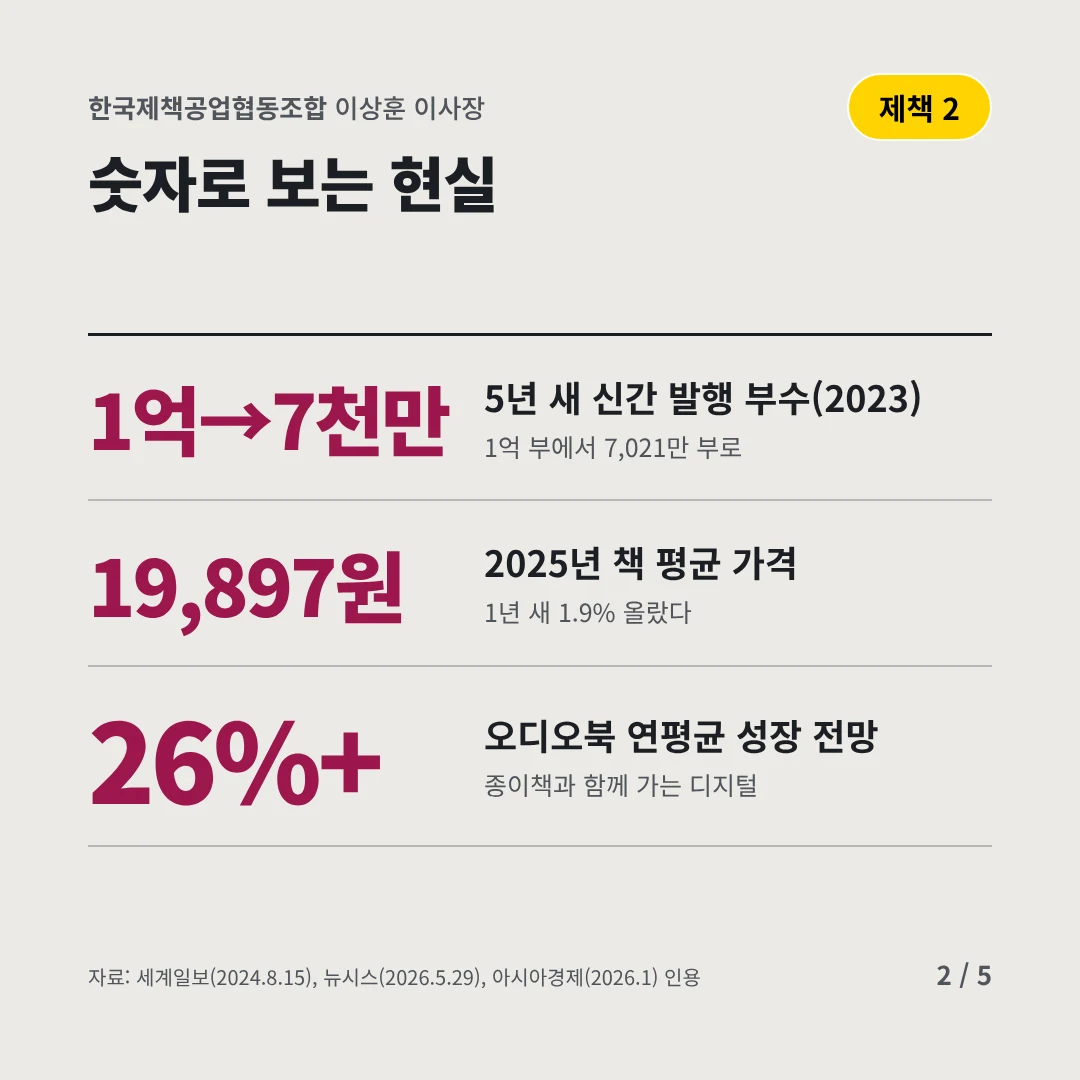 한국제책공업협동조합 이상훈 이사장
제책 2
숫자로 보는 현실
1억→7천만
5년 새 신간 발행 부수(2023)
1억 부에서 7,021만 부로
19,897원
2025년 책 평균 가격
1년 새 1.9% 올랐다
26%+
오디오북 연평균 성장 전망
종이책과 함께 가는 디지털
자료: 세계일보(2024.8.15), 뉴시스(2026.5.29), 아시아경제(2026.1) 인용
2 / 5